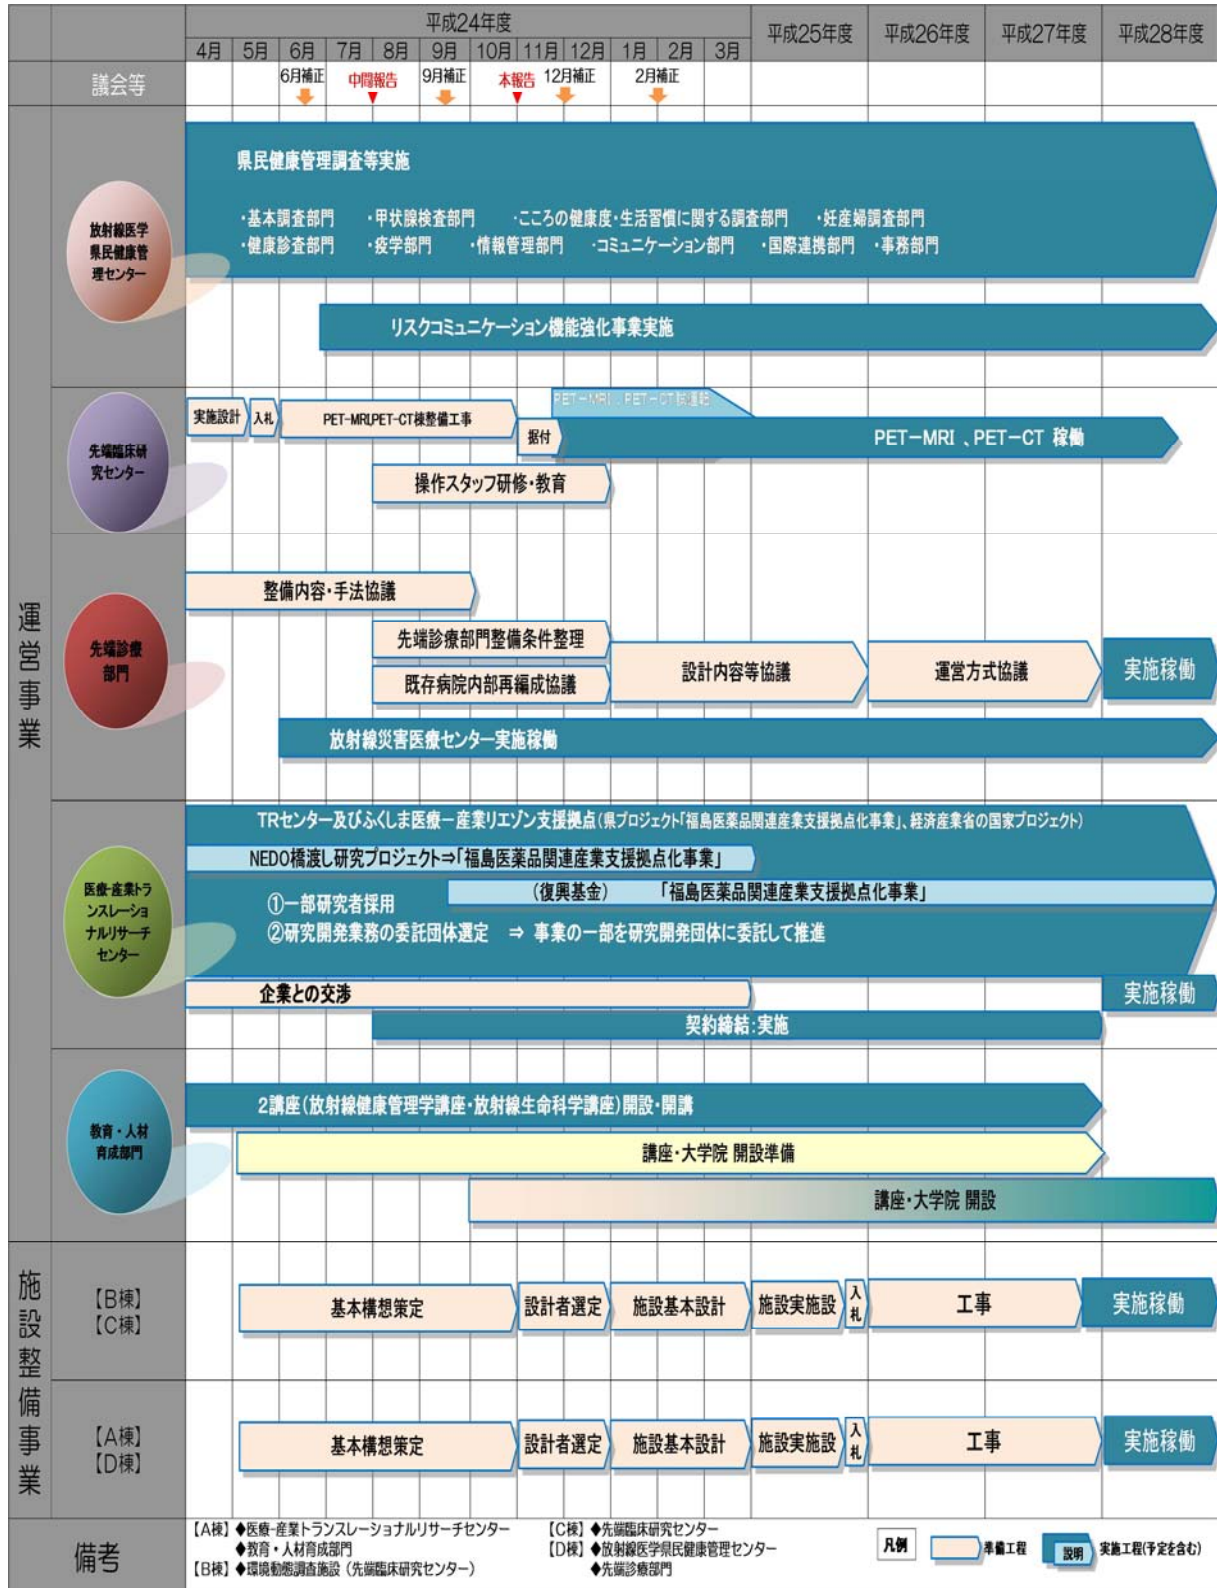 平成24年度
平成25年度
平成26年度
平成27年度
平成28年度
4月
5月
6月
7月
8月
9月
10月
11月
12月
1月
2月
3月
議会等
6月補正
中間報告
9月補正
本報告
12月補正
2月補正
運営事業
放射線医学
県民健康管
理センター
県民健康管理調査等実施
・基本調査部門 ・甲状腺検査部門 ・こころの健康度・生活習慣に関する調査部門 ・妊産婦調査部門
・健康診査部門 ・疫学部門 ・情報管理部門 ・コミュニケーション部門 ・国際連携部門 ・事務部門
リスクコミュニケーション機能強化事業実施
先端臨床研
究センター
実施設計
入札
PET-MRI,PET-CT棟整備工事
据付
PET-MRI、PET-CT試運転
PET-MRI 、PET-CT 稼働
操作スタッフ研修・教育
先端診療
部門
整備内容・手法協議
先端診療部門整備条件整理
既存病院内部再編成協議
設計内容等協議
運営方式協議
実施稼働
放射線災害医療センター実施稼働
医療-産業トラ
ンスレーショ
ナルリサーチ
センター
TRセンター及びふくしま医療-産業リエゾン支援拠点(県プロジェクト「福島医薬品関連産業支援拠点化事業」、経済産業省の国家プロジェクト)
NEDO橋渡し研究プロジェクト⇒「福島医薬品関連産業支援拠点化事業」
(復興基金) 「福島医薬品関連産業支援拠点化事業」
①一部研究者採用
②研究開発業務の委託団体選定 ⇒ 事業の一部を研究開発団体に委託して推進
企業との交渉
実施稼働
契約締結:実施
教育・人材
育成部門
2講座(放射線健康管理学講座・放射線生命科学講座)開設・開講
講座・大学院 開設準備
講座・大学院 開設
施設整備事業
【B棟】
【C棟】
基本構想策定
設計者選定
施設基本設計
施設実施設
入札
工事
実施稼働
【A棟】
【D棟】
基本構想策定
設計者選定
施設基本設計
施設実施設
入札
工事
実施稼働
備考
【A棟】◆医療-産業トランスレーショナルリサーチセンター
◆教育・人材育成部門
【B棟】◆環境動態調査施設（先端臨床研究センター）
【C棟】◆先端臨床研究センター
【D棟】◆放射線医学県民健康管理センター
◆先端診療部門
凡例
準備工程
説明
実施工程(予定を含む)